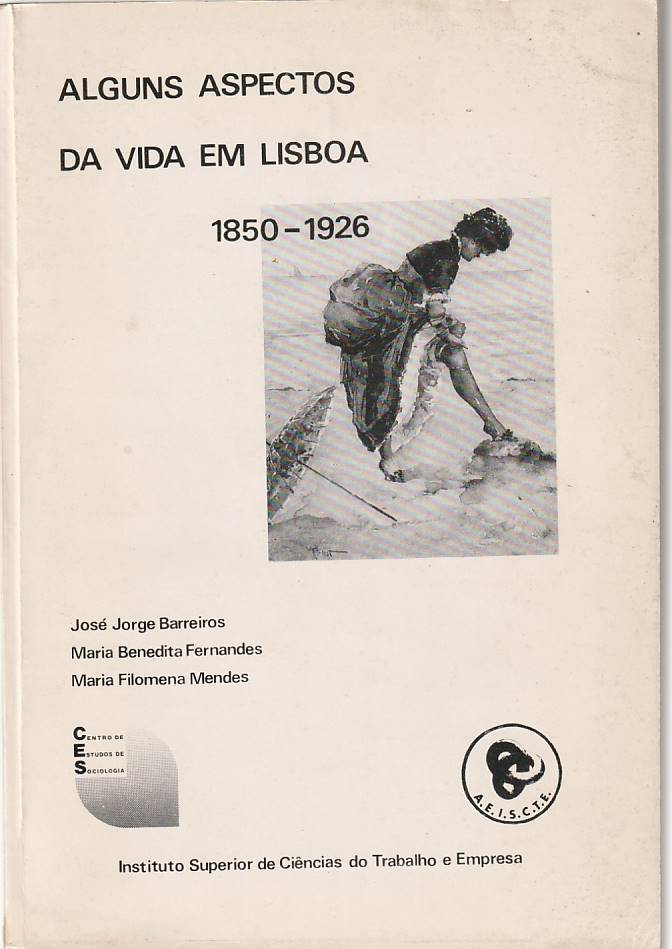 ALGUNS ASPECTOS
DA VIDA EM LISBOA
1850-1926
José Jorge Barreiros
Maria Benedita Fernandes
Maria Filomena Mendes
CENTRO DE
ESTUDOS DE
SOCIOLOGIA
A.E.I.S.C.T.E.
Instituto Superior de Ciências do Trabalho e Empresa